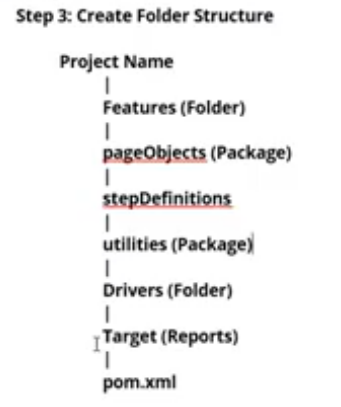 Step 3: Create Folder Structure
Project Name
|
Features (Folder)
|
pageObjects (Package)
|
stepDefinitions
|
utilities (Package)
|
Drivers (Folder)
|
Target (Reports)
|
pom.xml